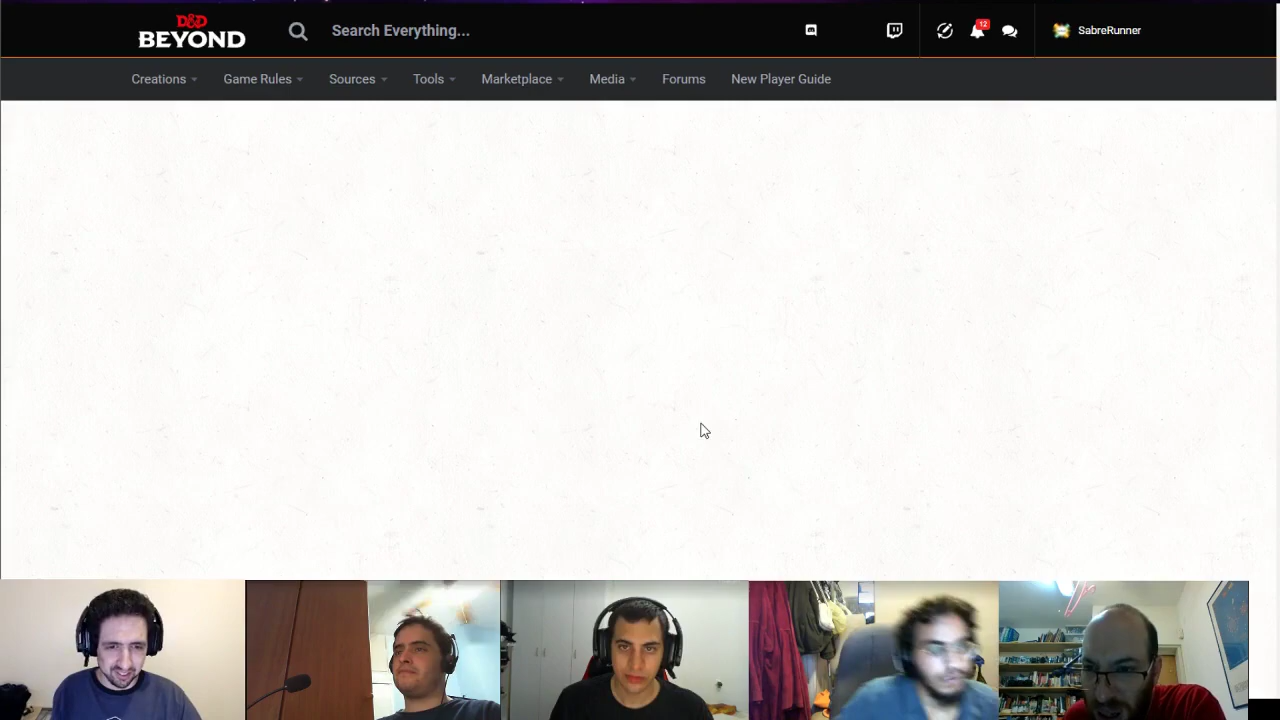 D&D
BEYOND
Search Everything...
12
SabreRunner
Creations
Game Rules
Sources
Tools
Marketplace
Media
Forums
New Player Guide